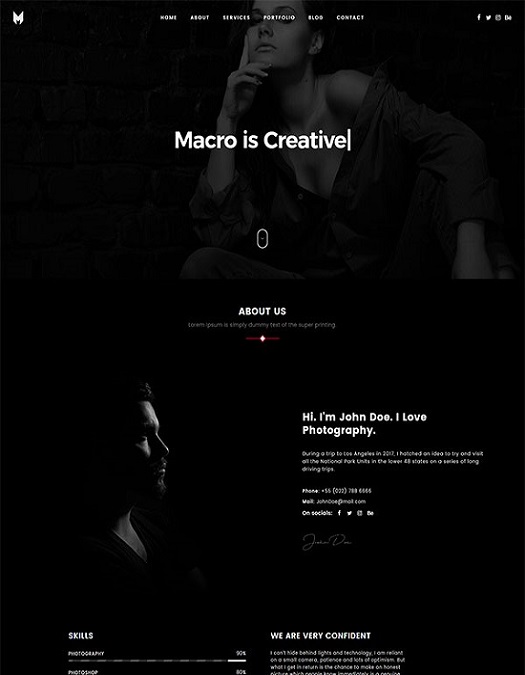 HOME ABOUT SERVICES PORTFOLIO BLOG CONTACT
Macro is Creative
ABOUT US
Lorem Ipsum is simply dummy text of the super printing.
Hi. I'm John Doe. I Love
Photography.
During a trip to Los Angeles in 2017, I hatched an idea to try and visit
all the National Park Units in the lower 48 states on a series of long
driving trips.
Phone: +55 (022) 788 6666
Mail: JohnDoe@mail.com
On socials:
John Doe
SKILLS
PHOTOGRAPHY 90%
PHOTOSHOP 80%
WE ARE VERY CONFIDENT
I can't hide behind lights and technology, I am reliant
on a small camera, patience and lots of optimism. But
what I get in return is the chance to make on honest
picture which people know immediately is a genuine